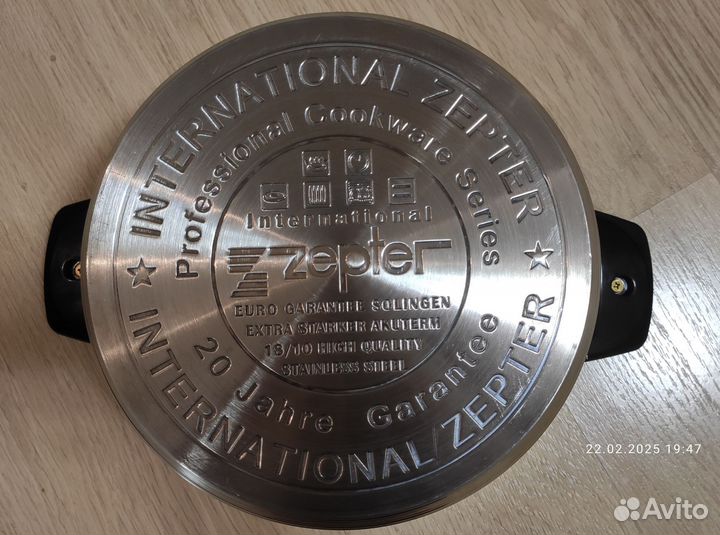 INTERNATIONAL ZEPTER
Professional Cookware Series
International
zepter
EURO GARANTEE SOLINGEN
EXTRA STARKER AKUTERM
18/10 HIGH QUALITY
STAINLESS STEEL
20 Jahre Garantee
INTERNATIONAL/ZEPTER
22.02.2025 19:47
Avito